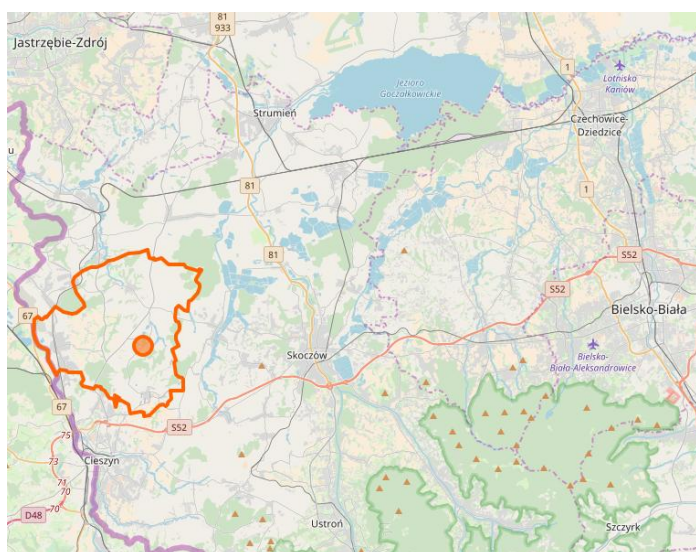 81
933
Jastrzębie-Zdrój
Jezioro
Goczałkowickie
1
Lotnisko
Kaniów
Strumień
Czechowice-
Dziedzice
81
1
81
S52
S52
67
Bielsko-Biała
Skoczów
Bielsko-
Biała-Aleksandrowice
67
S52
75
Cieszyn
73
71
70
70
D48
Ustroń
Szczyrk